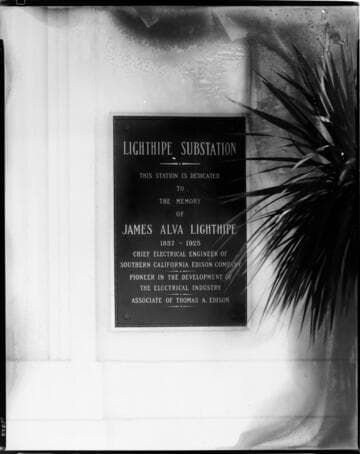 LIGHTHIPE SUBSTATION
THIS STATION IS DEDICATED
TO
THE MEMORY
OF
JAMES ALVA LIGHTHIPE
1857 - 1925
CHIEF ELECTRICAL ENGINEER OF
SOUTHERN CALIFORNIA EDISON COMPANY
PIONEER IN THE DEVELOPMENT OF
THE ELECTRICAL INDUSTRY
ASSOCIATE OF THOMAS A. EDISON